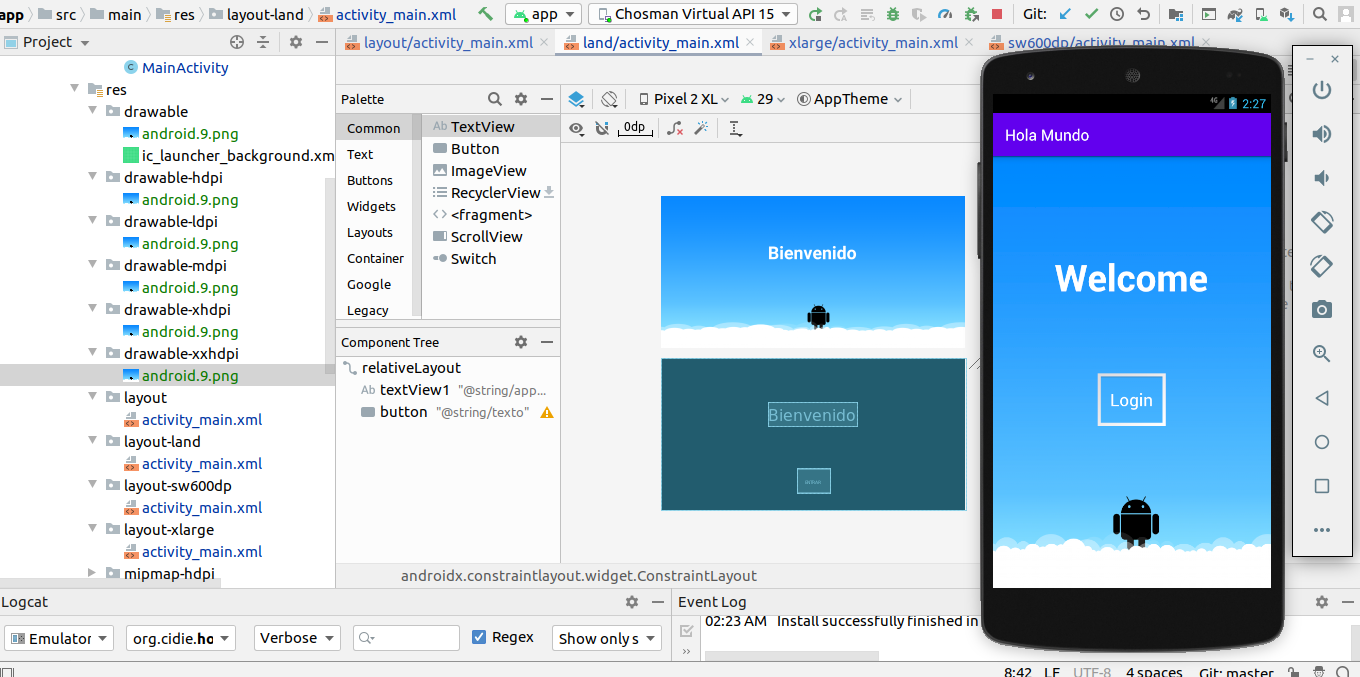 app src main res layout-land activity_main.xml app Chosman Virtual API 15 Git:
Project layout/activity_main.xml land/activity_main.xml xlarge/activity_main.xml sw600dp/activity_main.xml
MainActivity
res
drawable
android.9.png
ic_launcher_background.xm
drawable-hdpi
android.9.png
drawable-ldpi
android.9.png
drawable-mdpi
android.9.png
drawable-xhdpi
android.9.png
drawable-xxhdpi
android.9.png
layout
activity_main.xml
layout-land
activity_main.xml
layout-sw600dp
activity_main.xml
layout-xlarge
activity_main.xml
mipmap-hdpi
Palette
Common
Text
Buttons
Widgets
Layouts
Container
Google
Legacy
Ab TextView
Button
ImageView
RecyclerView
<fragment>
ScrollView
Switch
Component Tree
relativeLayout
Ab textView1 "@string/app...
button "@string/texto"
Pixel 2 XL 29 AppTheme
0dp
Bienvenido
Bienvenido
androidx.constraintlayout.widget.ConstraintLayout
4G 2:27
Hola Mundo
Welcome
Login
Logcat
Emulator org.cidie.ho Verbose Regex Show only s
Event Log
02:23 AM Install successfully finished in
8:42 LF UTF-8 4 spaces Git: master